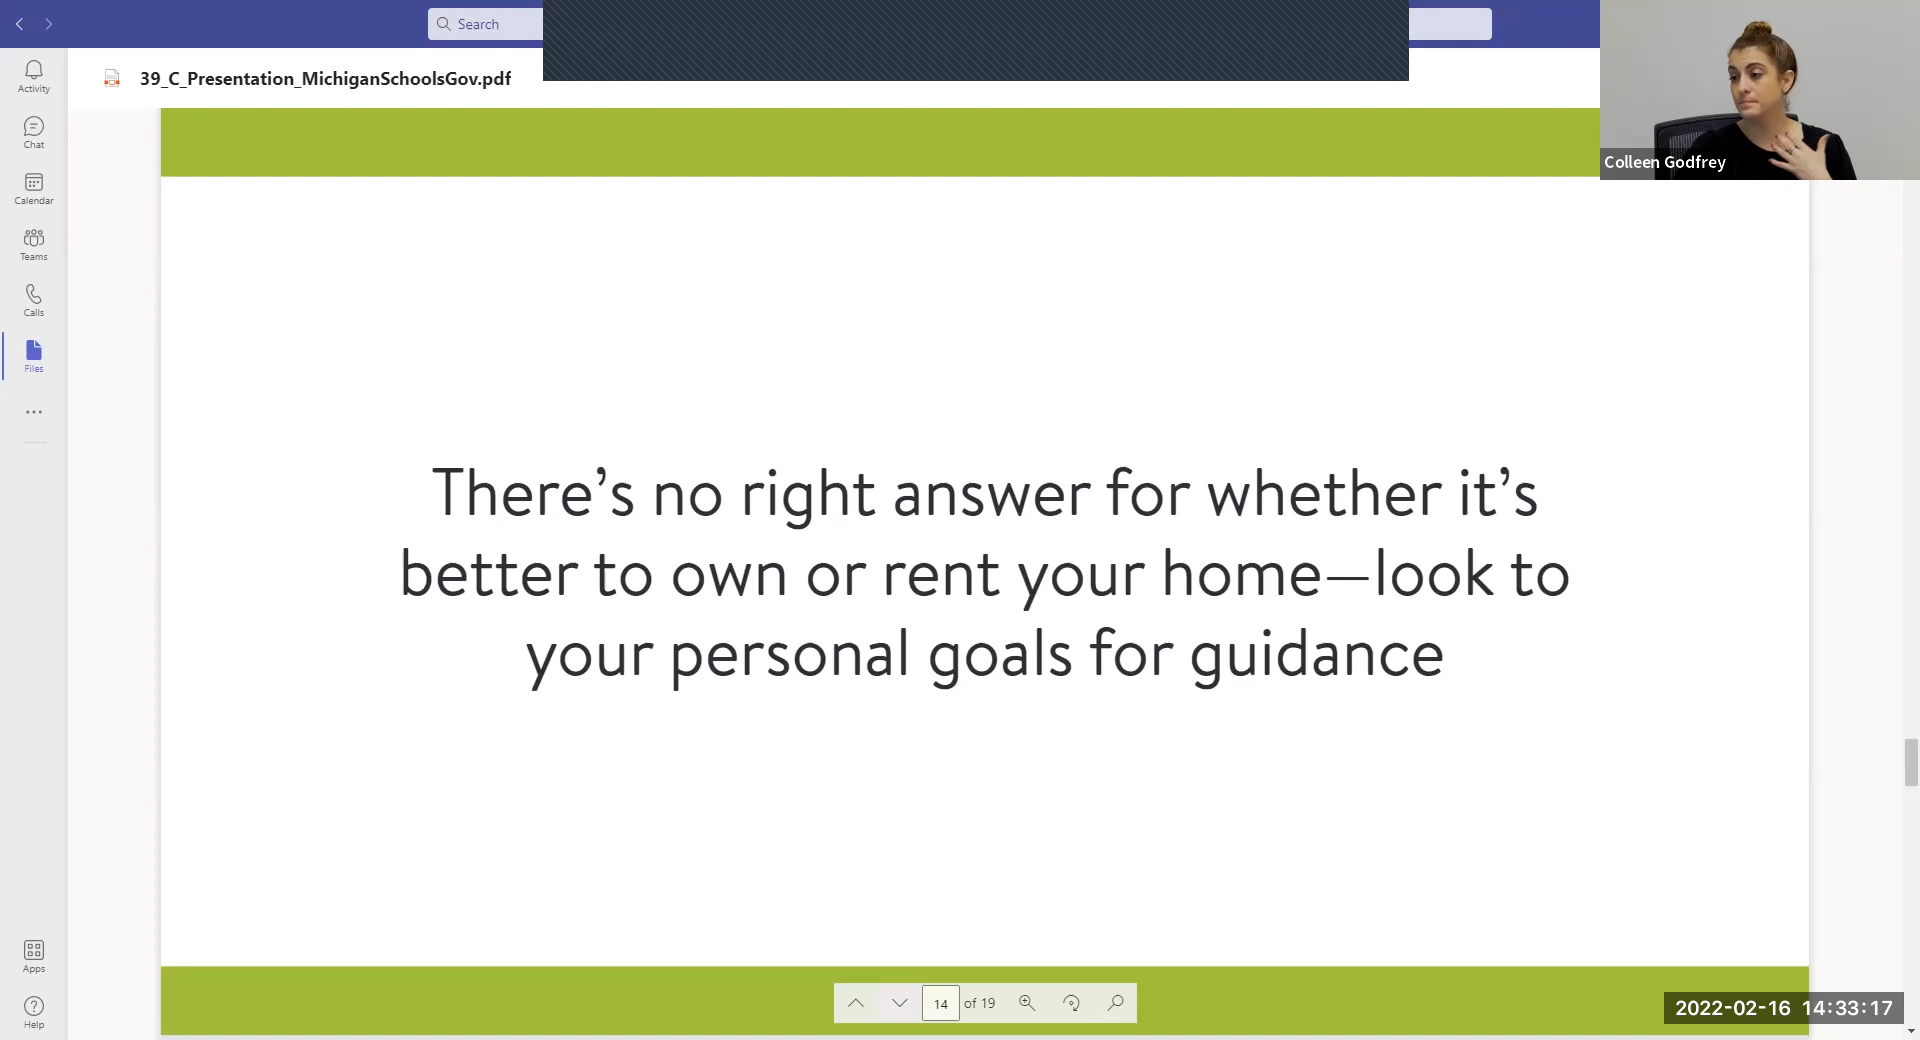 Search
39_C_Presentation_MichiganSchoolsGov.pdf
Activity
Chat
Calendar
Teams
Calls
Files
Apps
Help
Colleen Godfrey
There’s no right answer for whether it’s
better to own or rent your home—look to
your personal goals for guidance
14 of 19
2022-02-16 14:33:17